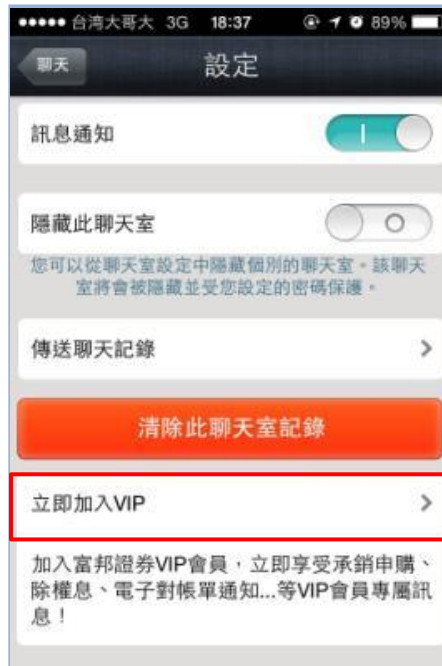 台湾大哥大 3G 18:37 89%
聊天 設定
訊息通知
隱藏此聊天室
您可以從聊天室設定中隱藏個別的聊天室。該聊天
室將會被隱藏並受您設定的密碼保護。
傳送聊天記錄
清除此聊天室記錄
立即加入VIP
加入富邦證券VIP會員，立即享受承銷申購、
除權息、電子對帳單通知...等VIP會員專屬訊
息！